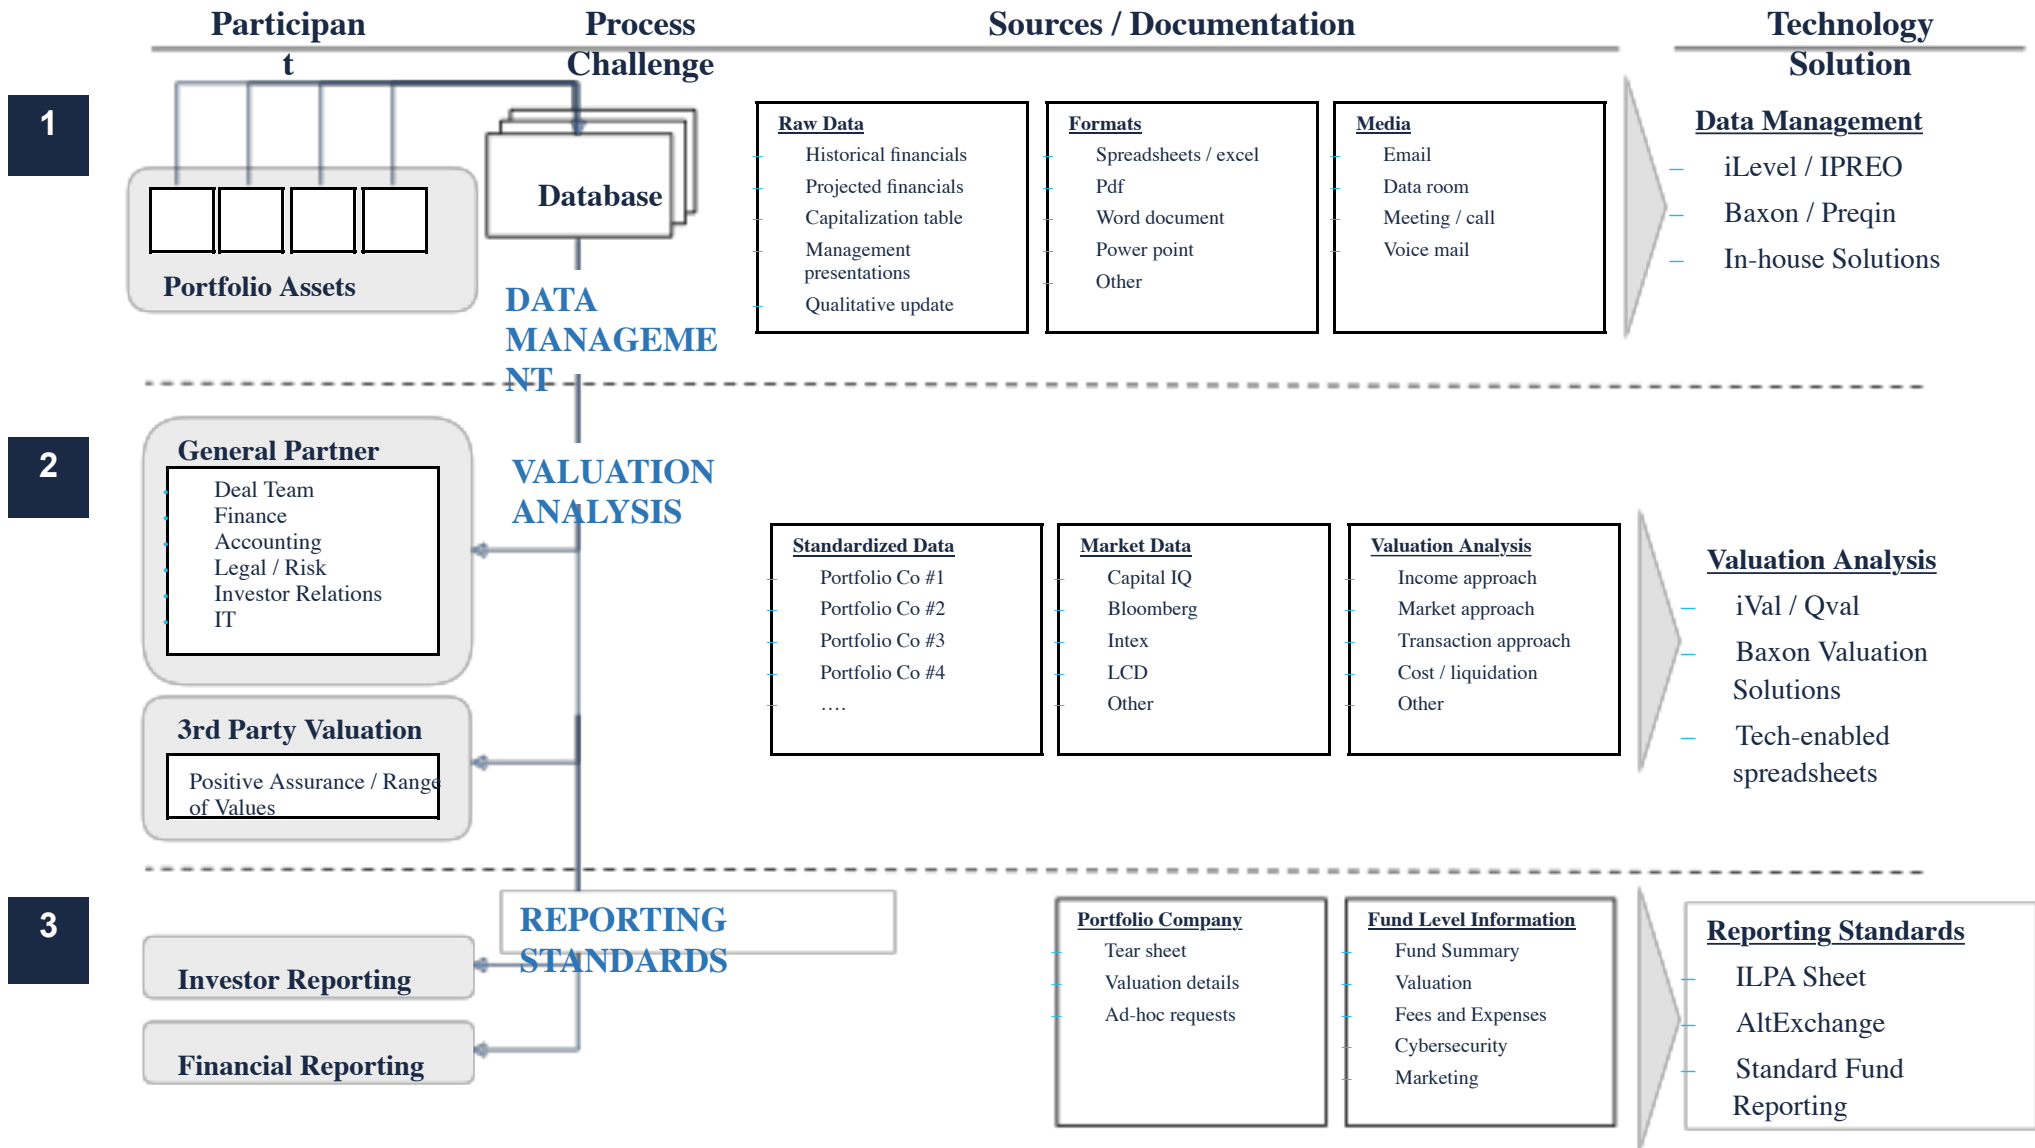 Participan
t
Process
Challenge
Sources / Documentation
Technology
Solution
1
Portfolio Assets
Database
DATA
MANAGEME
NT
Raw Data
Historical financials
Projected financials
Capitalization table
Management
presentations
Qualitative update
Formats
Spreadsheets / excel
Pdf
Word document
Power point
Other
Media
Email
Data room
Meeting / call
Voice mail
Data Management
iLevel / IPREO
Baxon / Preqin
In-house Solutions
2
General Partner
Deal Team
Finance
Accounting
Legal / Risk
Investor Relations
IT
3rd Party Valuation
Positive Assurance / Range
of Values
VALUATION
ANALYSIS
Standardized Data
Portfolio Co #1
Portfolio Co #2
Portfolio Co #3
Portfolio Co #4
....
Market Data
Capital IQ
Bloomberg
Intex
LCD
Other
Valuation Analysis
Income approach
Market approach
Transaction approach
Cost / liquidation
Other
Valuation Analysis
iVal / Qval
Baxon Valuation
Solutions
Tech-enabled
spreadsheets
3
Investor Reporting
Financial Reporting
REPORTING
STANDARDS
Portfolio Company
Tear sheet
Valuation details
Ad-hoc requests
Fund Level Information
Fund Summary
Valuation
Fees and Expenses
Cybersecurity
Marketing
Reporting Standards
ILPA Sheet
AltExchange
Standard Fund
Reporting